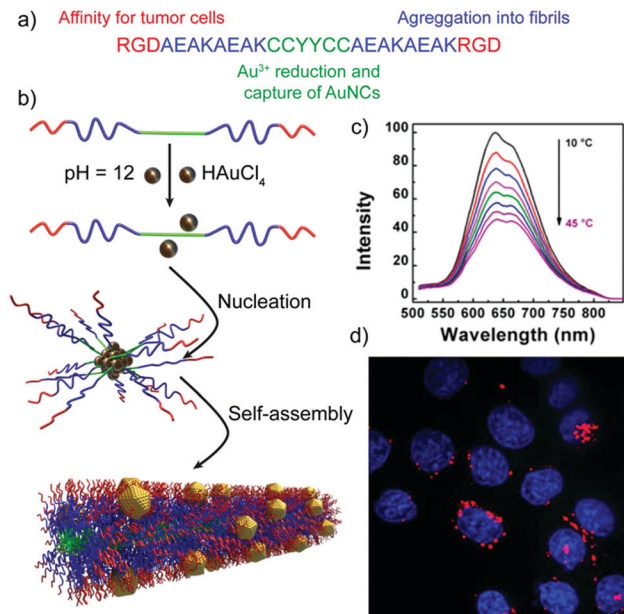 a)
Affinity for tumor cells
Agreggation into fibrils
RGDAEAKAEAKCCYYCCAEAKAEAKRGD
Au³⁺ reduction and
capture of AuNCs
b)
pH = 12
HAuCl₄
Nucleation
Self-assembly
c)
100
80
60
40
20
0
10 °C
45 °C
Intensity
500 550 600 650 700 750 800
Wavelength (nm)
d)